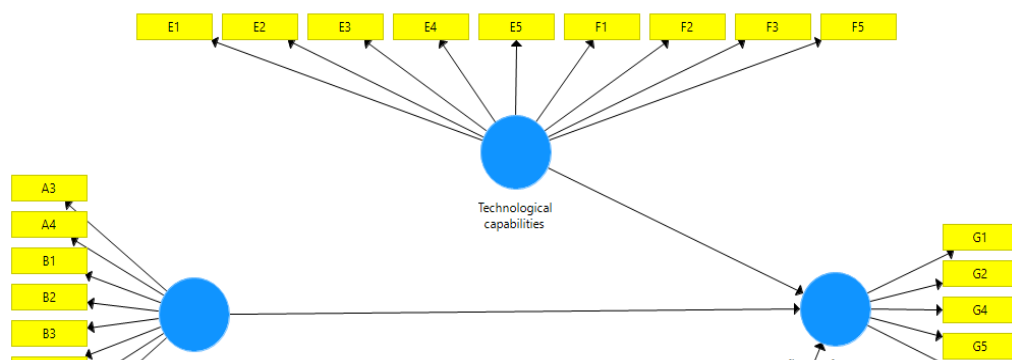 E1 E2 E3 E4 E5 F1 F2 F3 F5
Technological
capabilities
A3
A4
B1
B2
B3
G1
G2
G4
G5